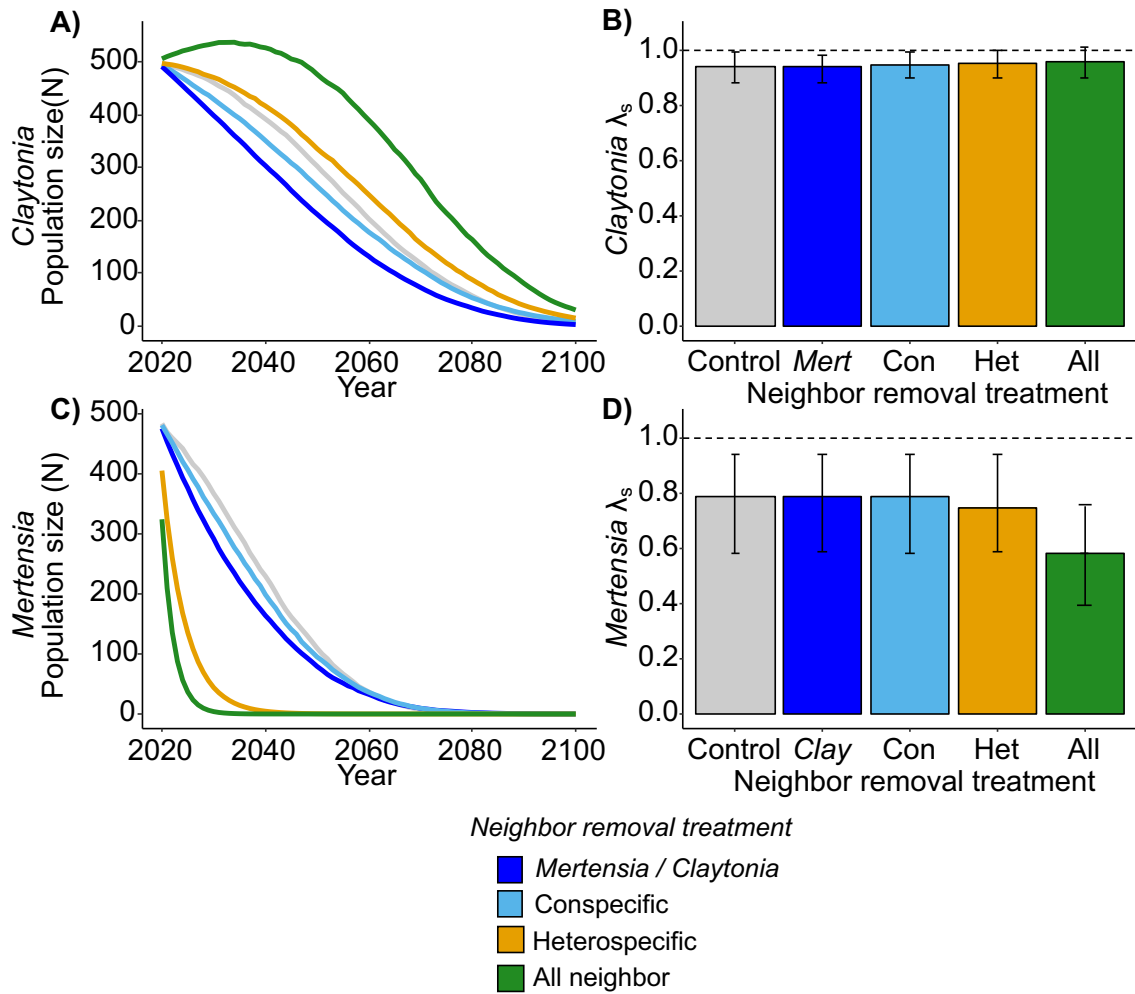 A)
Claytonia
Population size(N)
500
400
300
200
100
0
2020 2040 2060 2080 2100
Year
B)
Claytonia λs
1.0
0.8
0.6
0.4
0.2
0.0
Control Mert Con Het All
Neighbor removal treatment
C)
Mertensia
Population size (N)
500
400
300
200
100
0
2020 2040 2060 2080 2100
Year
D)
Mertensia λs
1.0
0.8
0.6
0.4
0.2
0.0
Control Clay Con Het All
Neighbor removal treatment
Neighbor removal treatment
Mertensia / Claytonia
Conspecific
Heterospecific
All neighbor